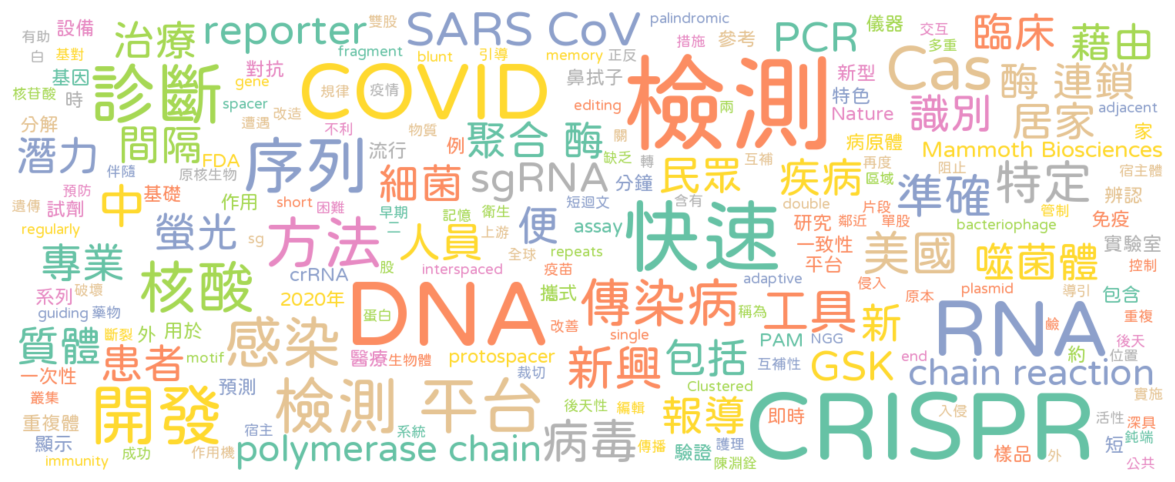 有助
設備
治療
reporter
雙股
SARS CoV
palindromic
PCR
儀器
交互
臨床
藉由
白
基對
fragment
blunt
引導
memory
正反
措施
參考
多重
核苷酸
基因
時
診斷
gene
對抗
規律
疫情
COVID
鼻拭子
檢測
新型
Cas
酶 連鎖
spacer
改造
editing
兩
特色
Nature
識別
居家
adjacent
分解
間隔
遭遇
不利
物質
例
聚合 酶
缺乏
關
轉
病原體
家
潛力
伴隨
FDA
原核生物
序列
流行
細菌
sgRNA
分鐘
民眾
互補
疾病
再度
區域
Mammoth Biosciences
阻止
準確
特定
宿主體
辨認
預防
試劑
中
基礎
作用
short
困難
早期
二
記憶
衛生
上游
短迴文
含有
double
研究
鄰近
片段
單股
管制
免疫
遺傳
regularly
螢光
sg
方法
人員
便
assay
快速
一致性
平台
美國
bacteriophage
實驗室
噬菌體
控制
專業
crRNA
股
interspaced
全球
repeats
疫苗
adaptive
侵入
plasmid
導引
系列
破壞
guiding
藥物
核酸
2020年
DNA
蛋白
攜式
傳染病
稱為
工具
原本
新
RNA
包含
重複
質體
斷裂
外
用於
感染
改善
single
PAM
互補性
NGG
鹼
後天
motif
患者
醫療
生物體
protospacer
新興
包括
GSK
end
約
位置
chain reaction
一次性
叢集
預測
裁切
Clustered
實施
開發
檢測 平台
後天性
編輯
報導
CRISPR
即時
入侵
活性
深具
重複體
顯示
宿主
系統
病毒
短
鈍端
immunity
成功
作用機
polymerase chain
傳播
驗證
護理
陳淵銓
樣品
外
公共